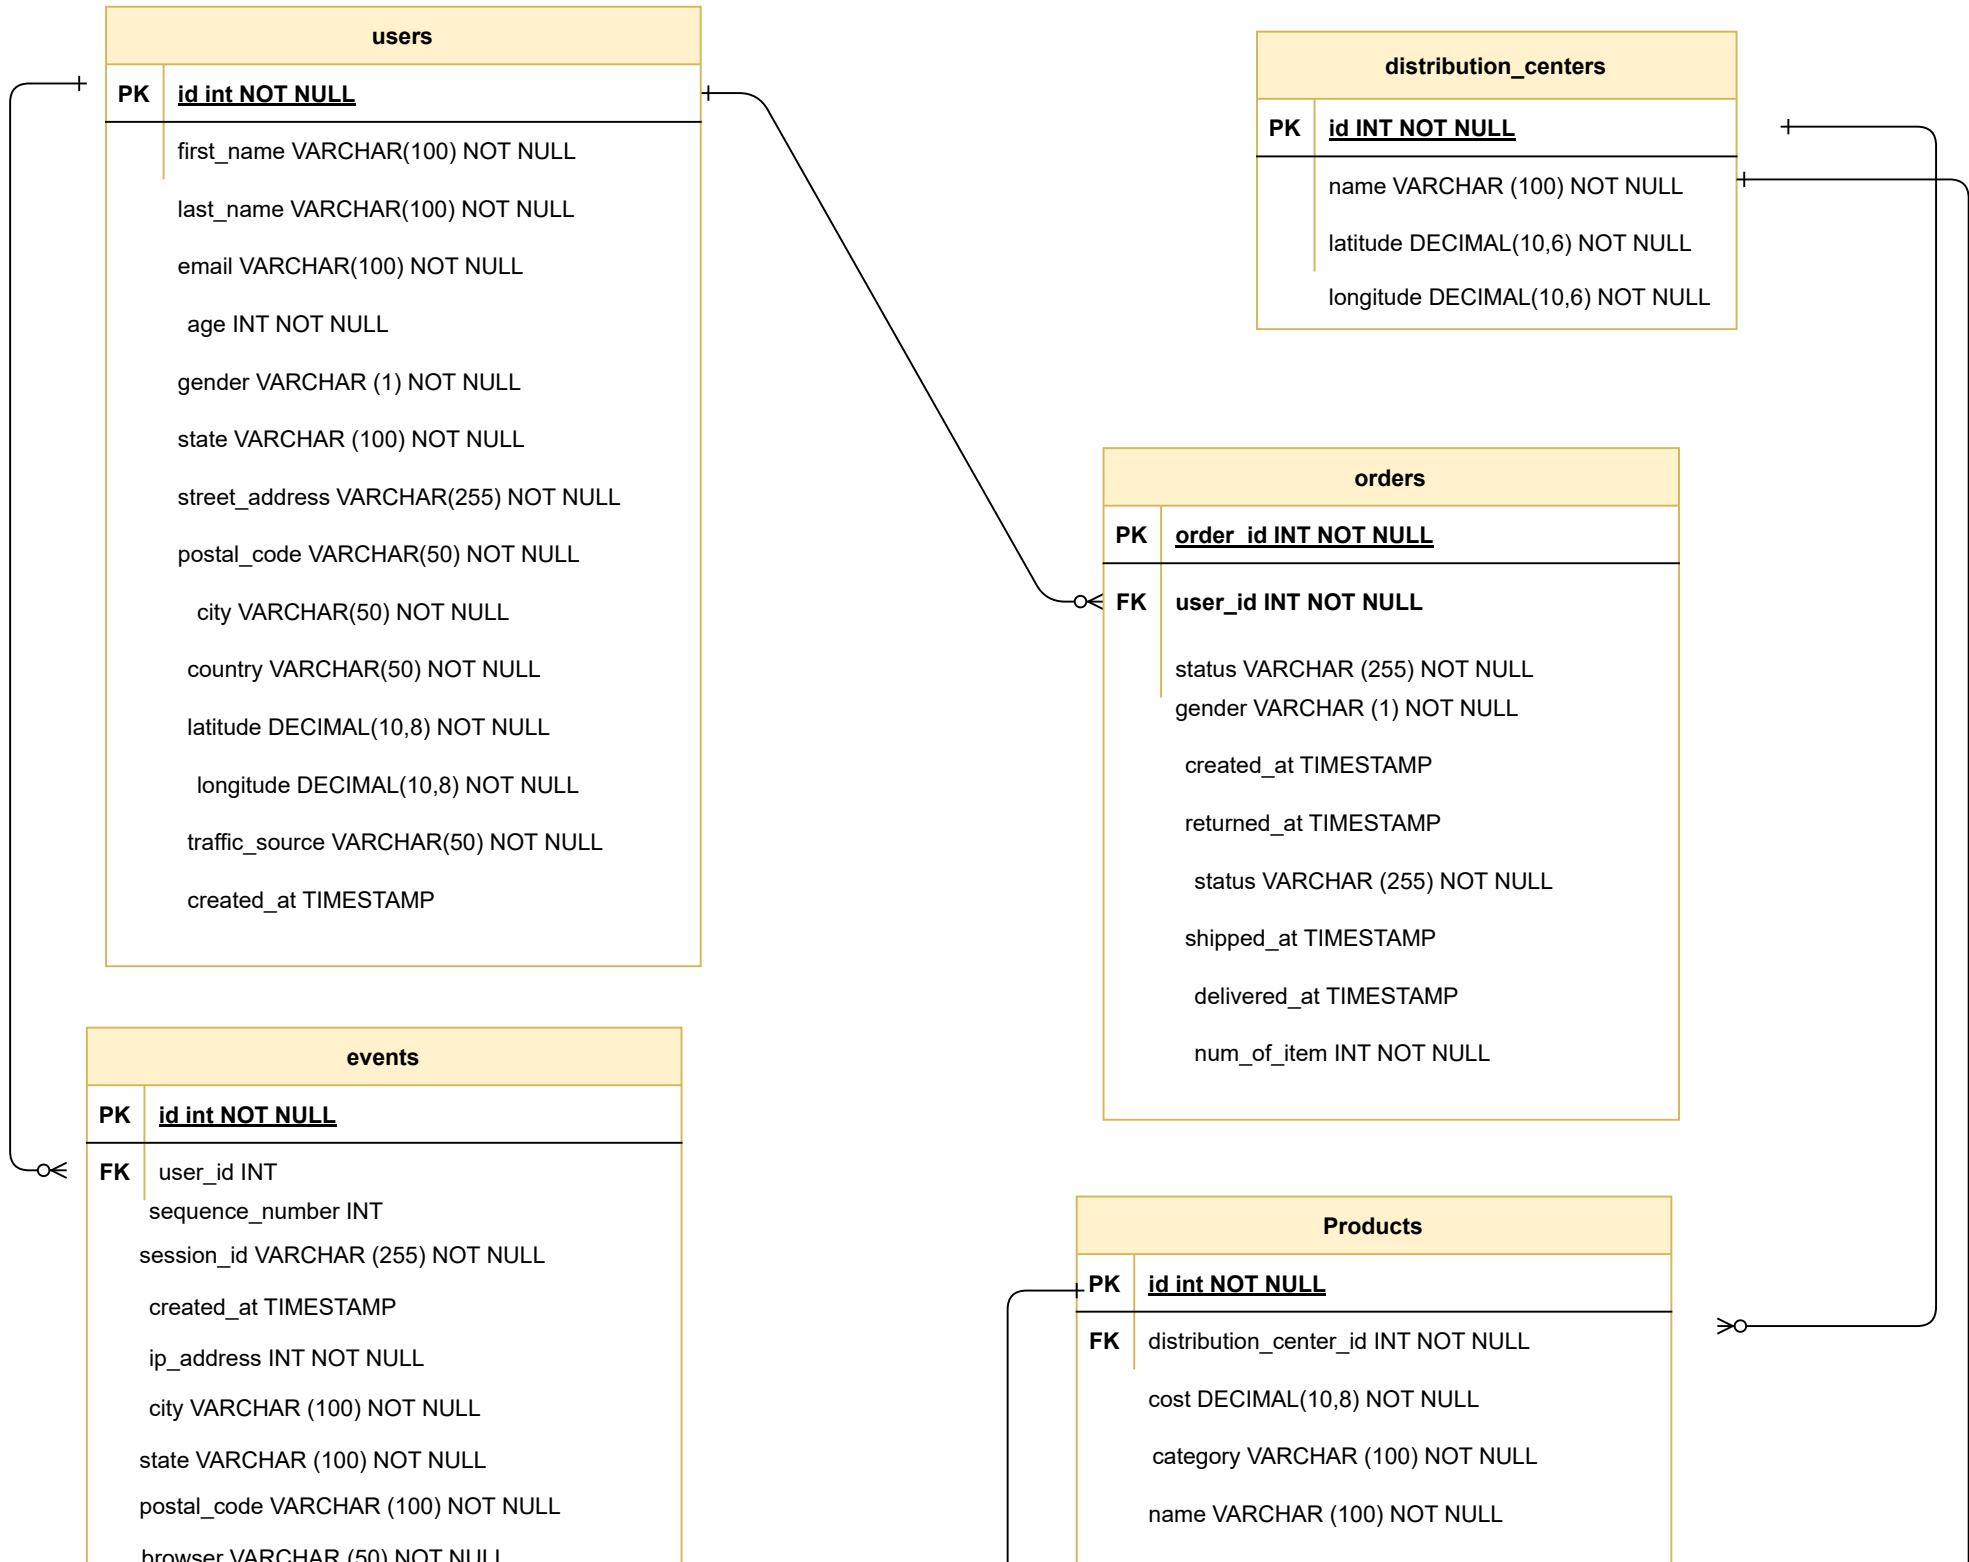 users
PK id int NOT NULL
first_name VARCHAR(100) NOT NULL
last_name VARCHAR(100) NOT NULL
email VARCHAR(100) NOT NULL
age INT NOT NULL
gender VARCHAR (1) NOT NULL
state VARCHAR (100) NOT NULL
street_address VARCHAR(255) NOT NULL
postal_code VARCHAR(50) NOT NULL
city VARCHAR(50) NOT NULL
country VARCHAR(50) NOT NULL
latitude DECIMAL(10,8) NOT NULL
longitude DECIMAL(10,8) NOT NULL
traffic_source VARCHAR(50) NOT NULL
created_at TIMESTAMP
distribution_centers
PK id INT NOT NULL
name VARCHAR (100) NOT NULL
latitude DECIMAL(10,6) NOT NULL
longitude DECIMAL(10,6) NOT NULL
orders
PK order_id INT NOT NULL
FK user_id INT NOT NULL
status VARCHAR (255) NOT NULL
gender VARCHAR (1) NOT NULL
created_at TIMESTAMP
returned_at TIMESTAMP
status VARCHAR (255) NOT NULL
shipped_at TIMESTAMP
delivered_at TIMESTAMP
num_of_item INT NOT NULL
events
PK id int NOT NULL
FK user_id INT
sequence_number INT
session_id VARCHAR (255) NOT NULL
created_at TIMESTAMP
ip_address INT NOT NULL
city VARCHAR (100) NOT NULL
state VARCHAR (100) NOT NULL
postal_code VARCHAR (100) NOT NULL
browser VARCHAR (50) NOT NULL
Products
PK id int NOT NULL
FK distribution_center_id INT NOT NULL
cost DECIMAL(10,8) NOT NULL
category VARCHAR (100) NOT NULL
name VARCHAR (100) NOT NULL